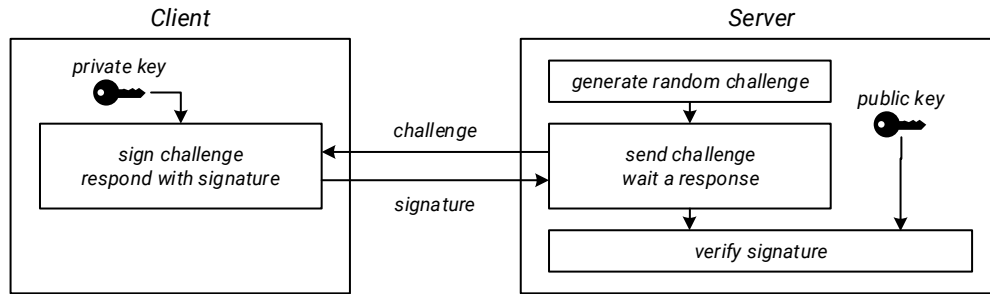 Client
Server
private key
generate random challenge
public key
challenge
sign challenge
respond with signature
send challenge
wait a response
signature
verify signature